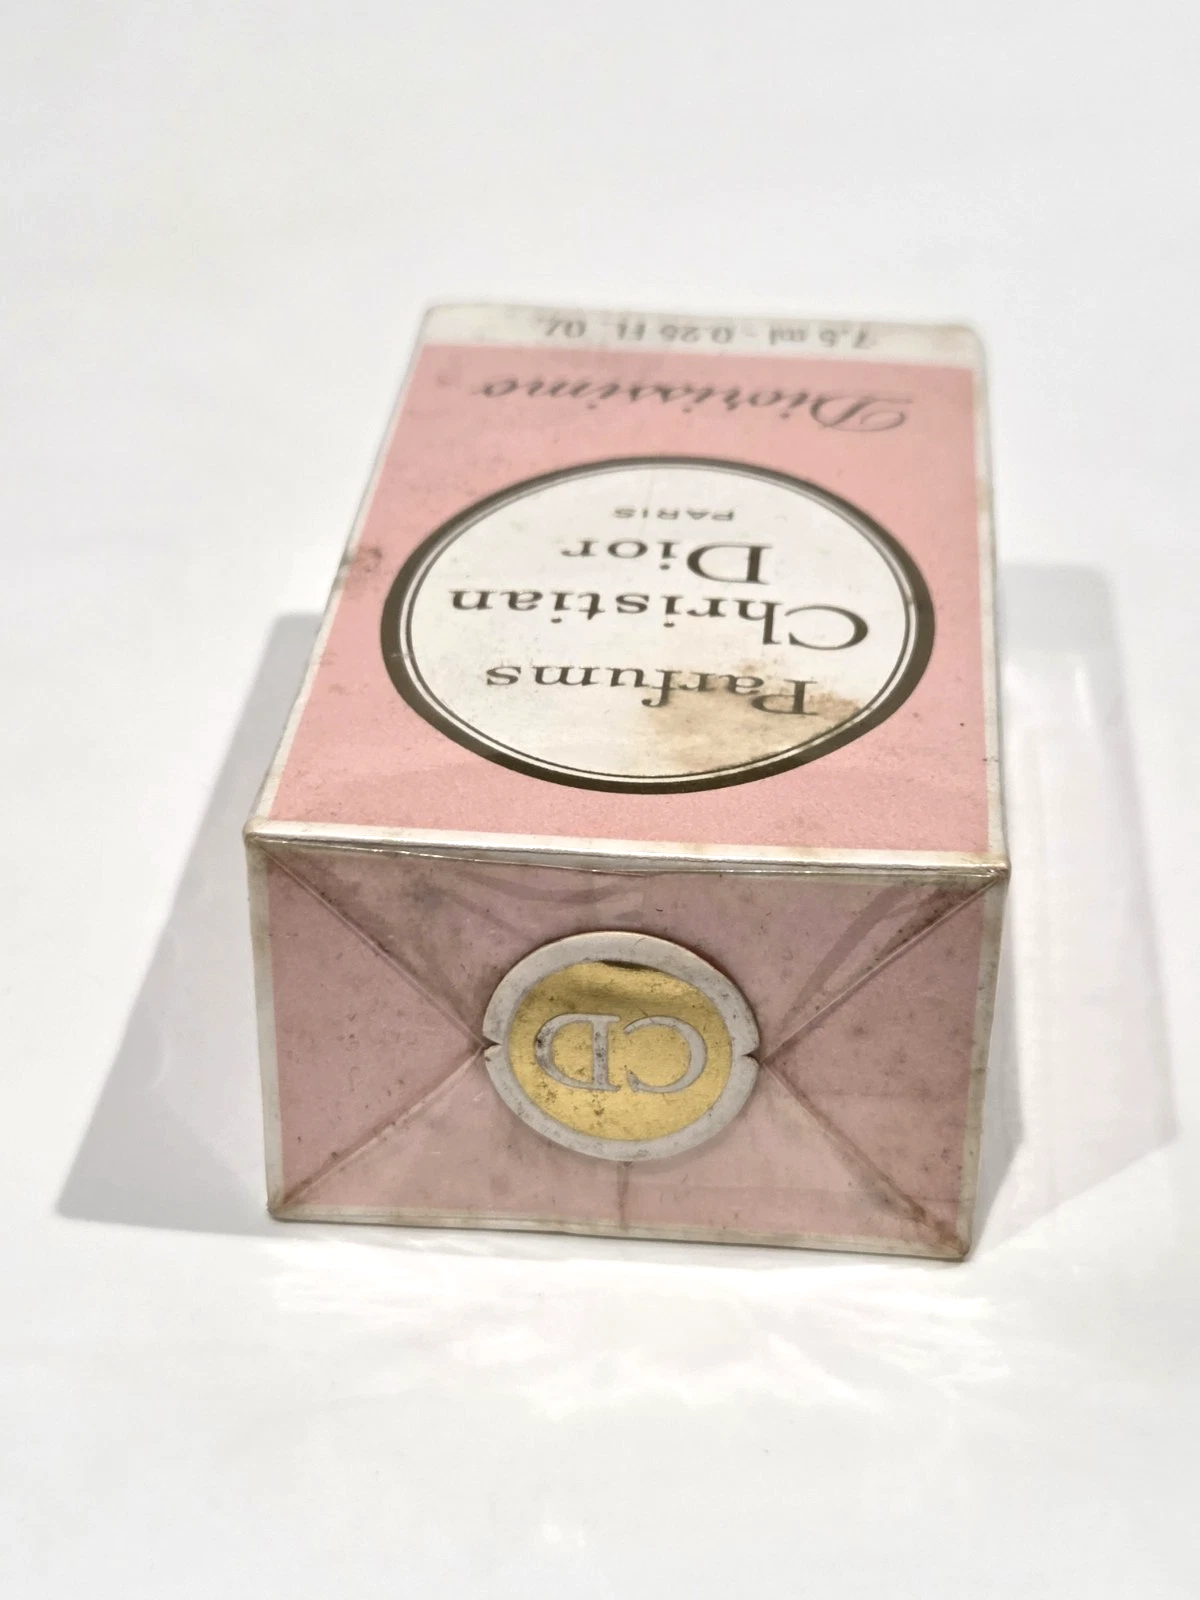 Parfums
Christian
Dior
PARIS
Diorissimo
7,5 ml - 0.25 FL. OZ.
CD